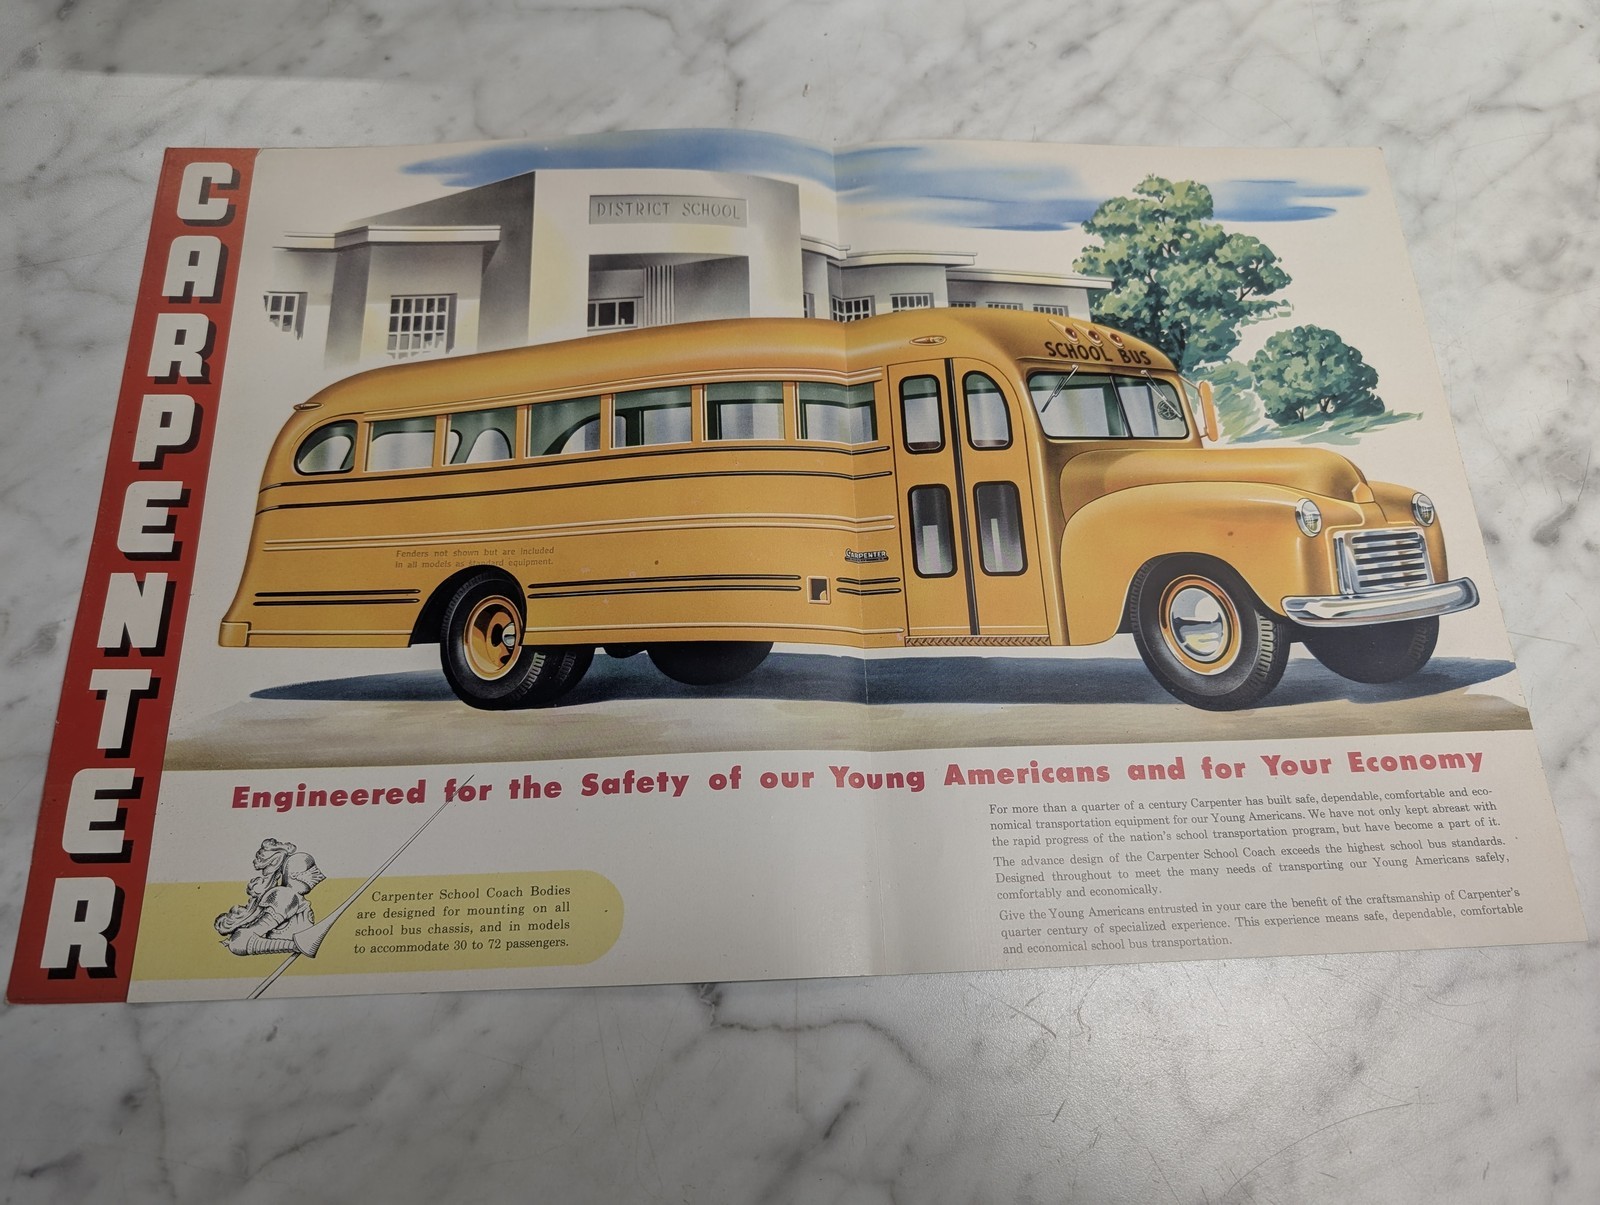 CARPENTER
DISTRICT SCHOOL
SCHOOL BUS
Fenders not shown but are included
in all models as standard equipment.
CARPENTER
Engineered for the Safety of our Young Americans and for Your Economy
Carpenter School Coach Bodies
are designed for mounting on all
school bus chassis, and in models
to accommodate 30 to 72 passengers.
For more than a quarter of a century Carpenter has built safe, dependable, comfortable and eco-
nomical transportation equipment for our Young Americans. We have not only kept abreast with
the rapid progress of the nation's school transportation program, but have become a part of it.
The advance design of the Carpenter School Coach exceeds the highest school bus standards.
Designed throughout to meet the many needs of transporting our Young Americans safely,
comfortably and economically.
Give the Young Americans entrusted in your care the benefit of the craftsmanship of Carpenter's
quarter century of specialized experience. This experience means safe, dependable, comfortable
and economical school bus transportation.